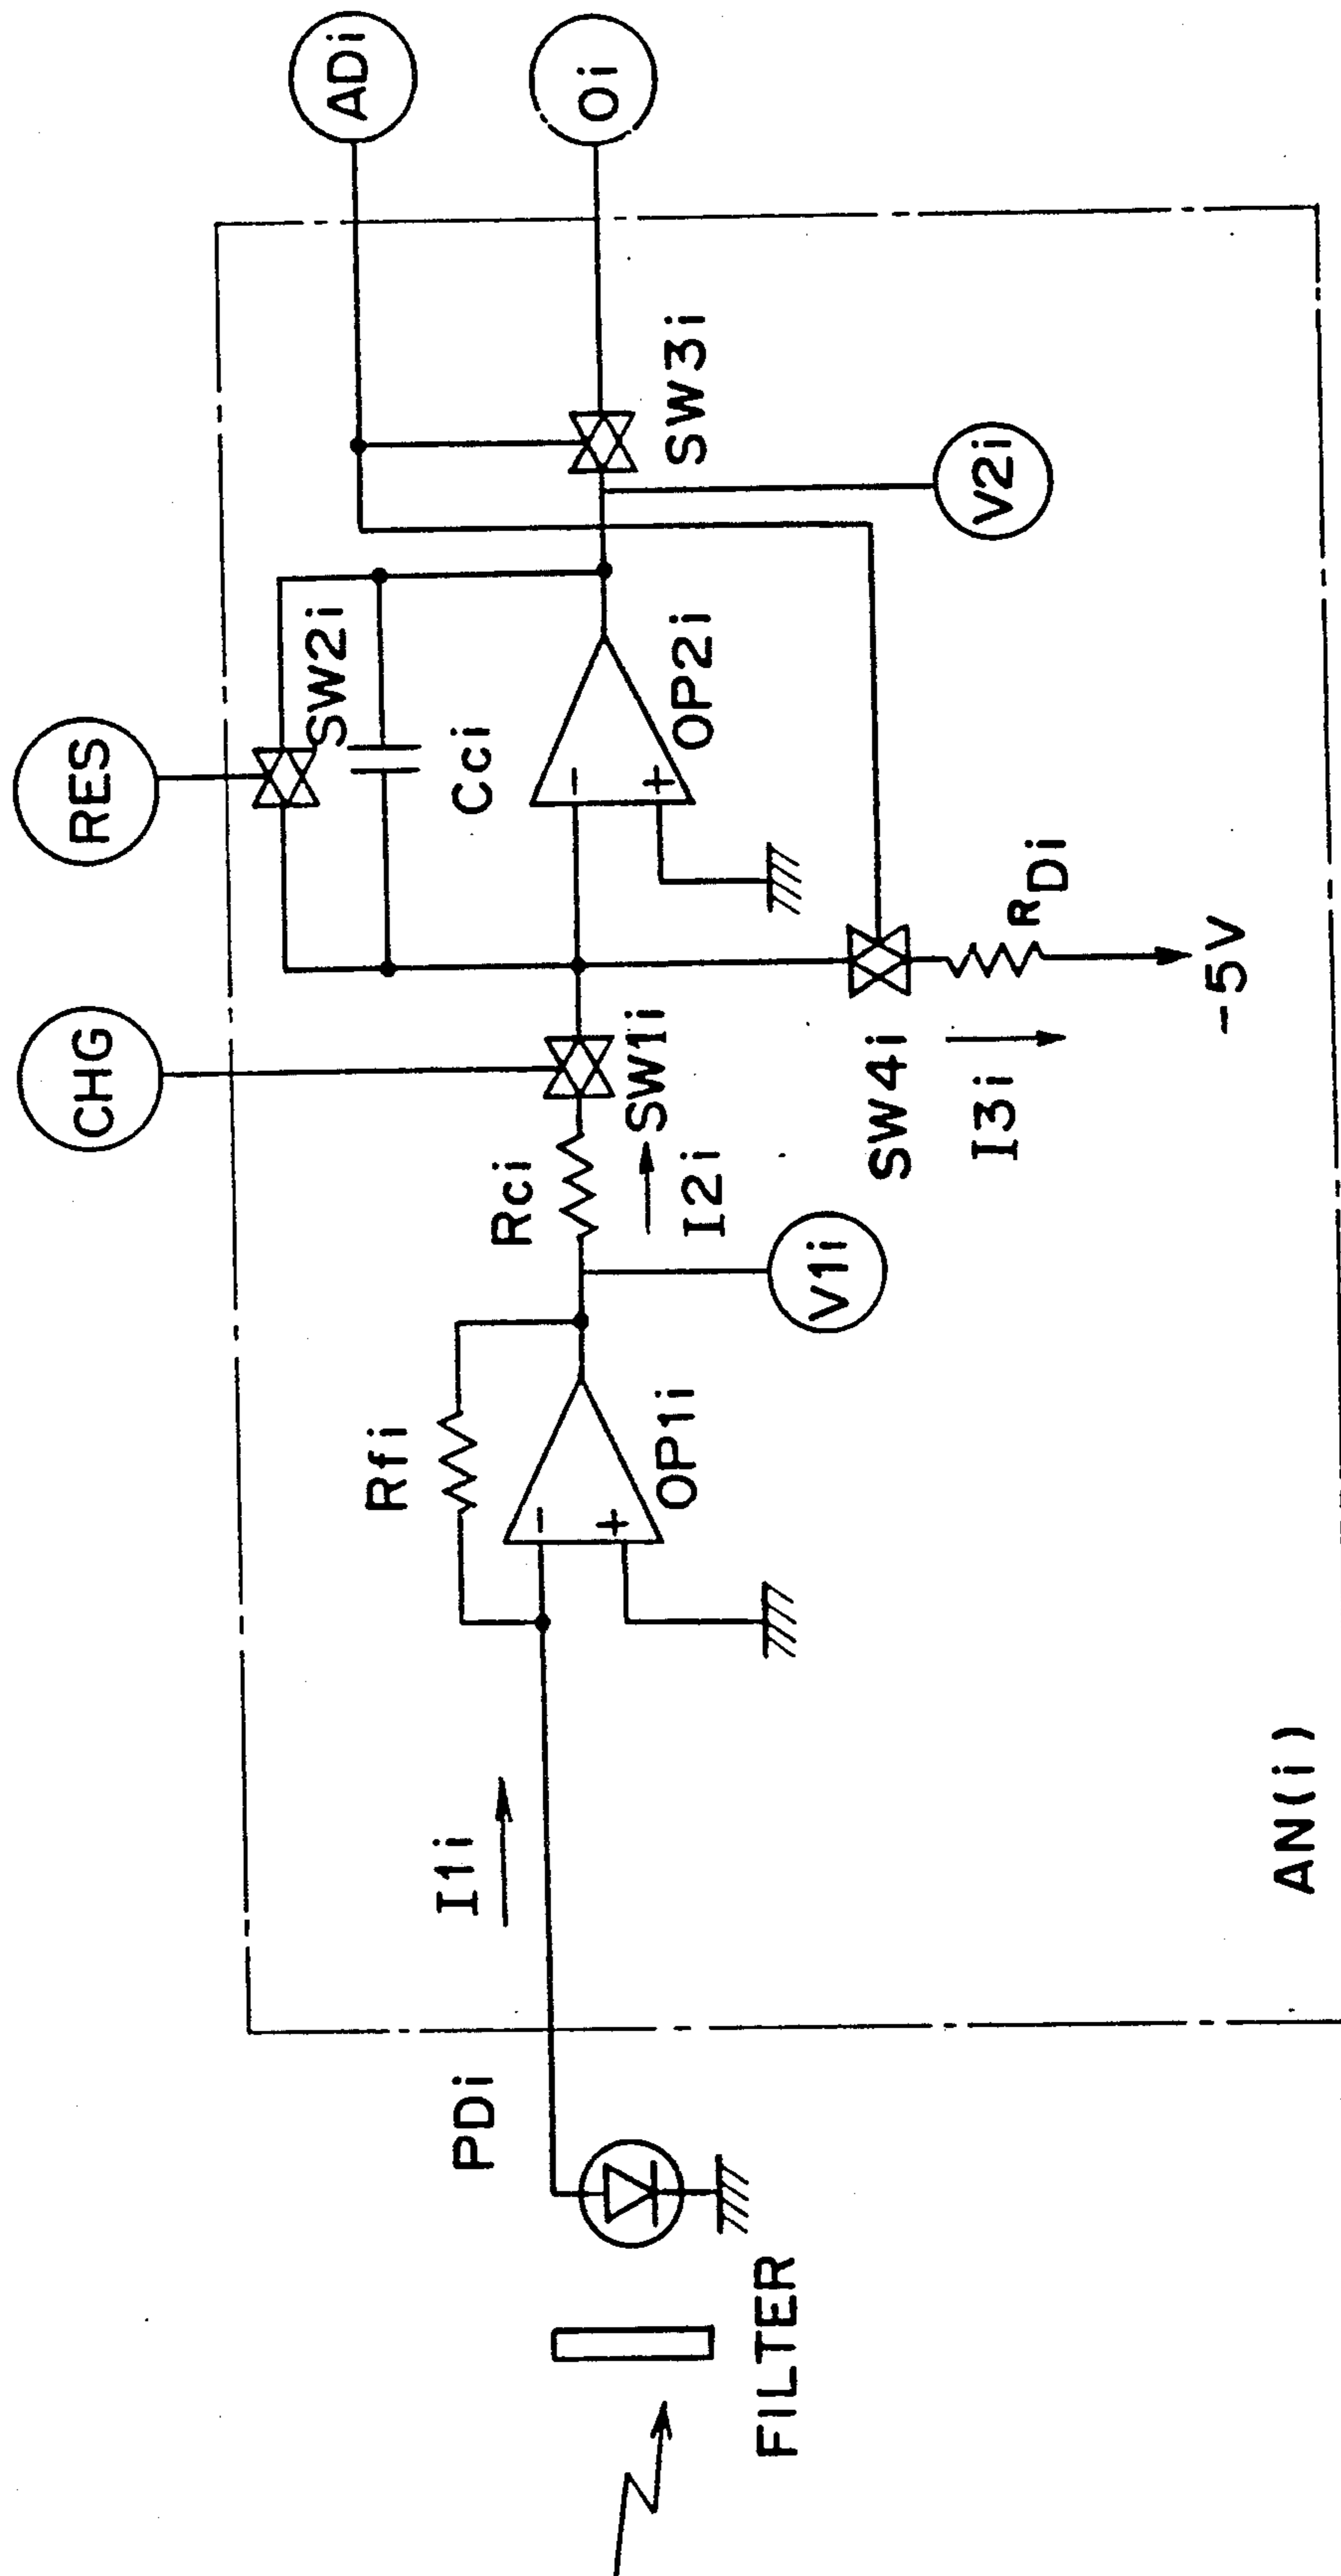 CHG
RES
ADi
Oi
SW2i
Cci
Rfi
Rci
SW1i
I2i
OP1i
−
+
OP2i
−
+
SW3i
V1i
V2i
I1i
PDi
FILTER
SW4i
I3i
RDi
-5V
AN(i)